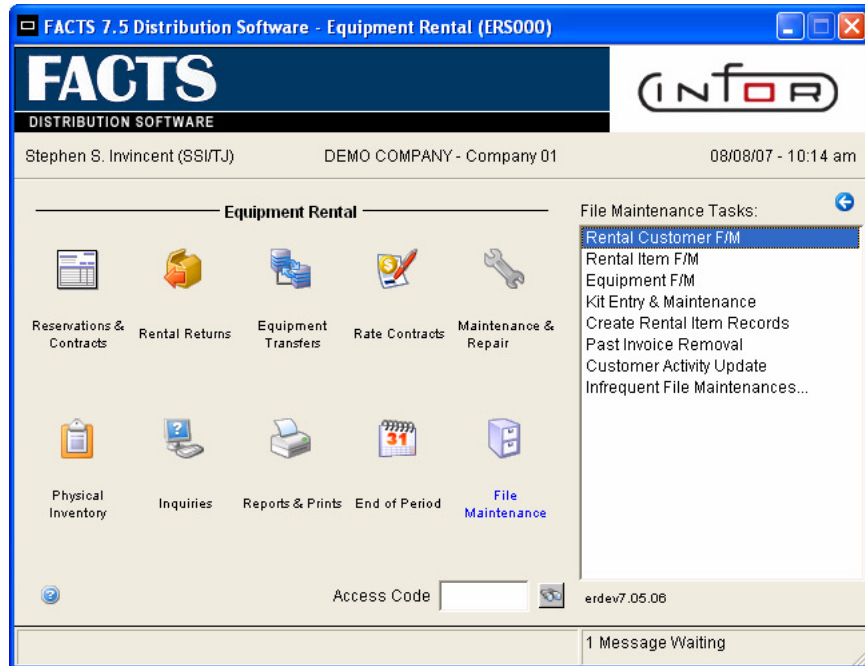 FACTS 7.5 Distribution Software - Equipment Rental (ERS000)
FACTS
DISTRIBUTION SOFTWARE
INFOR
Stephen S. Invincent (SSI/TJ)
DEMO COMPANY - Company 01
08/08/07 - 10:14 am
Equipment Rental
Reservations &
Contracts
Rental Returns
Equipment
Transfers
Rate Contracts
Maintenance &
Repair
31
Physical
Inventory
Inquiries
Reports & Prints
End of Period
File
Maintenance
Access Code
File Maintenance Tasks:
Rental Customer F/M
Rental Item F/M
Equipment F/M
Kit Entry & Maintenance
Create Rental Item Records
Past Invoice Removal
Customer Activity Update
Infrequent File Maintenances...
erdev7.05.06
1 Message Waiting